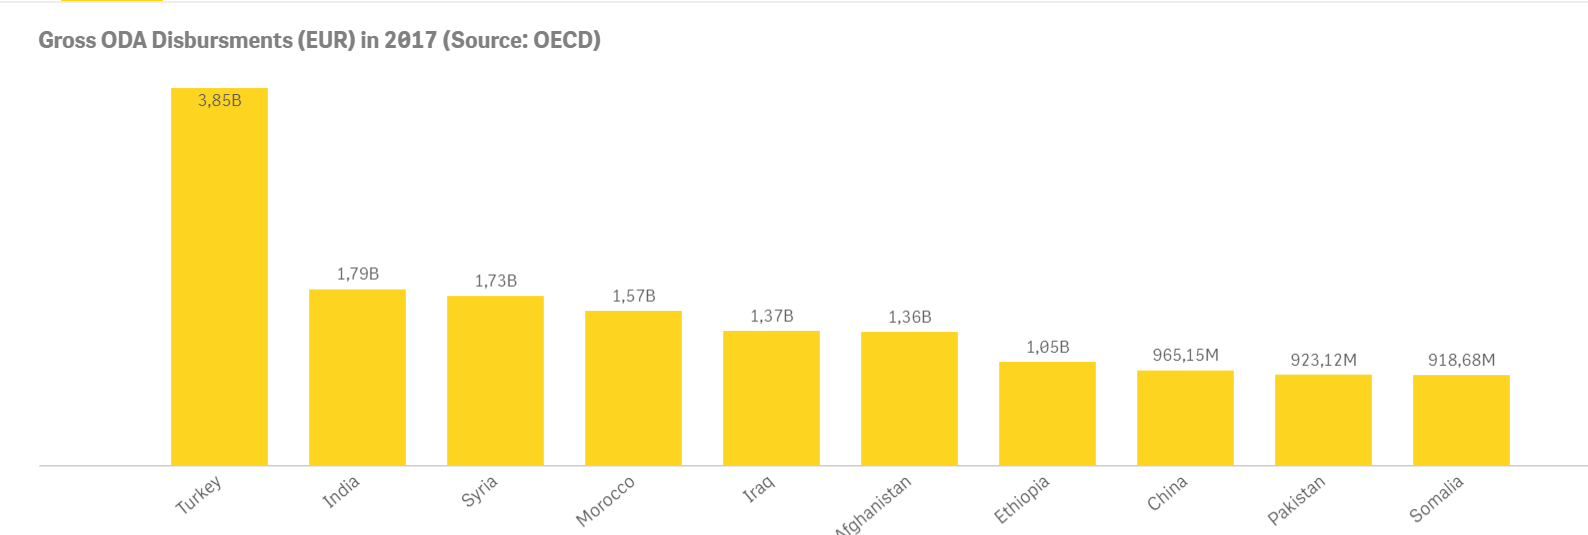 Gross ODA Disbursments (EUR) in 2017 (Source: OECD)
3,85B
1,79B
1,73B
1,57B
1,37B
1,36B
1,05B
965,15M
923,12M
918,68M
Turkey
India
Syria
Morocco
Iraq
Afghanistan
Ethiopia
China
Pakistan
Somalia